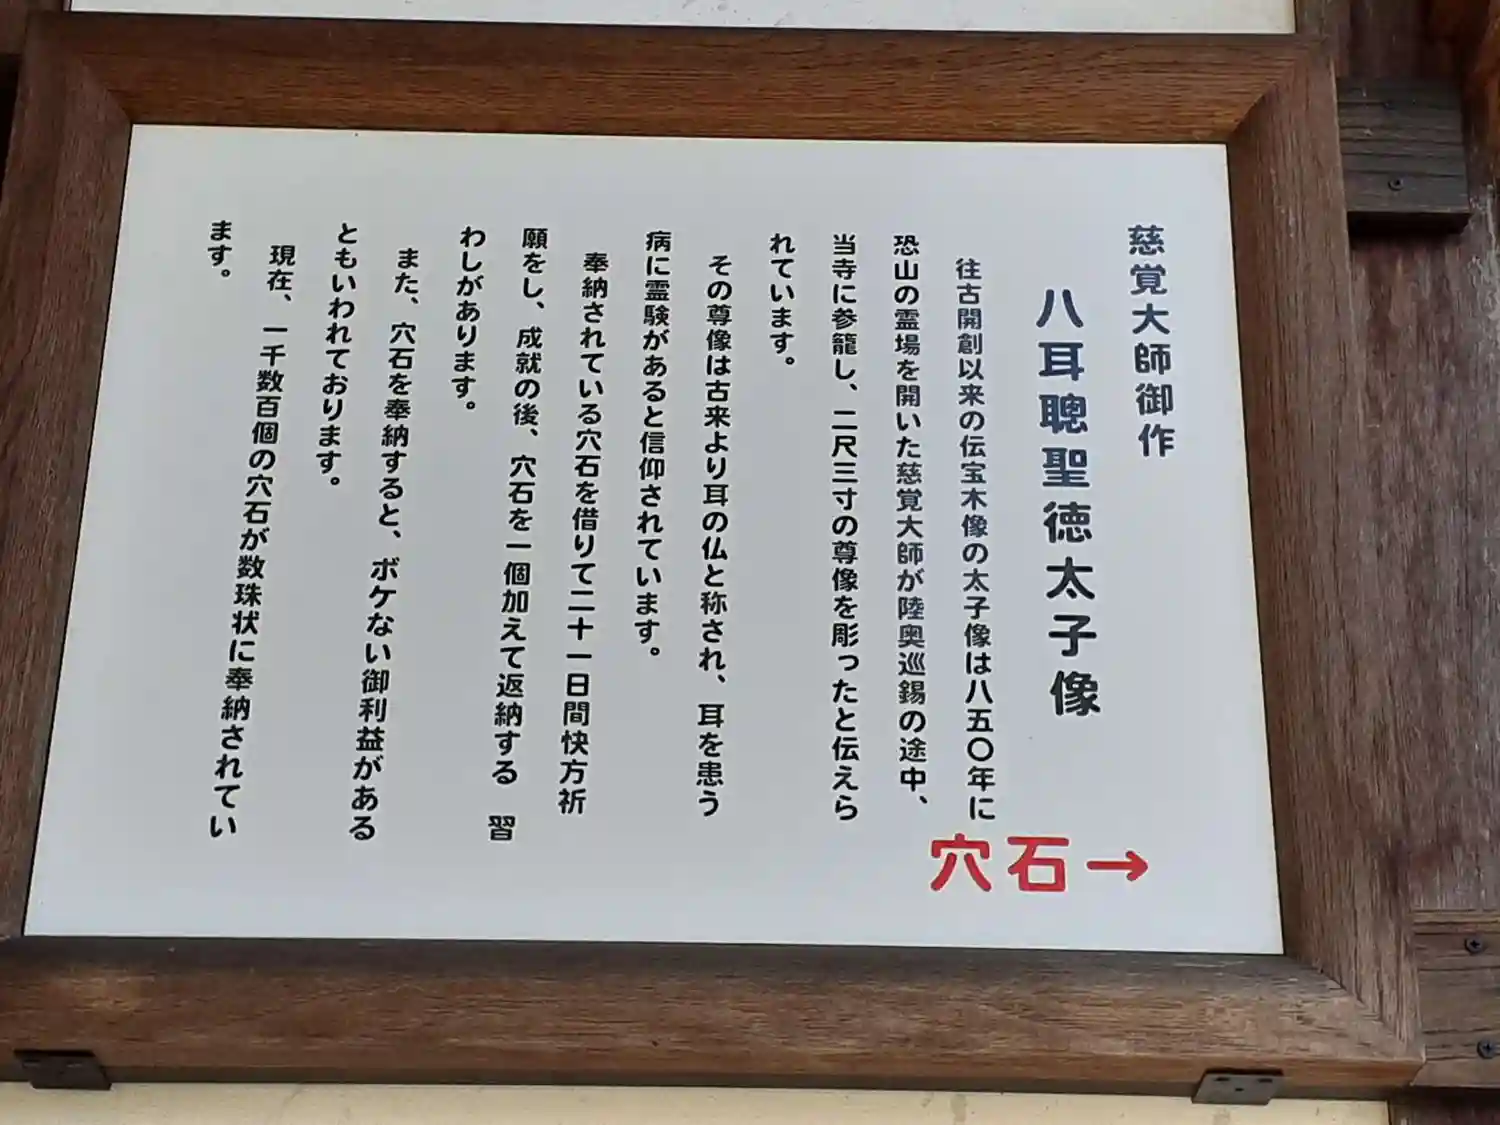 慈覚大師御作
八耳聰聖徳太子像
往古開創以来の伝宝木像の太子像は八五〇年に
恐山の霊場を開いた慈覚大師が陸奥巡錫の途中、
当寺に参籠し、二尺三寸の尊像を彫ったと伝えら
れています。
その尊像は古来より耳の仏と称され、耳を患う
病に霊験があると信仰されています。
奉納されている穴石を借りて二十一日間快方祈
願をし、成就の後、穴石を一個加えて返納する 習
わしがあります。
また、穴石を奉納すると、ボケない御利益がある
ともいわれております。
現在、一千数百個の穴石が数珠状に奉納されてい
ます。
穴石→